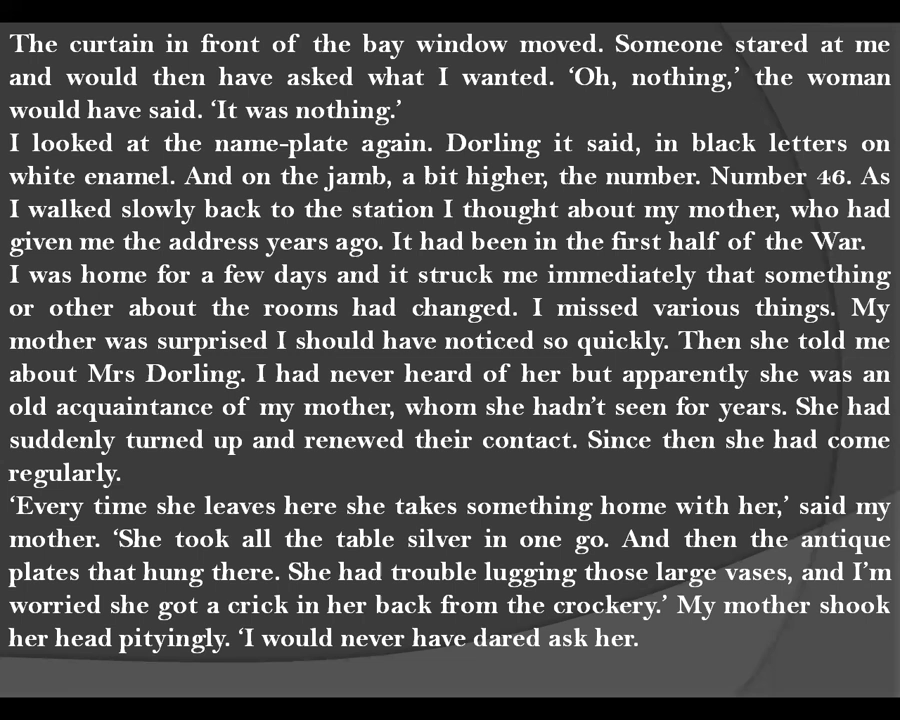 The curtain in front of the bay window moved. Someone stared at me
and would then have asked what I wanted. ‘Oh, nothing,’ the woman
would have said. ‘It was nothing.’
I looked at the name-plate again. Dorling it said, in black letters on
white enamel. And on the jamb, a bit higher, the number. Number 46. As
I walked slowly back to the station I thought about my mother, who had
given me the address years ago. It had been in the first half of the War.
I was home for a few days and it struck me immediately that something
or other about the rooms had changed. I missed various things. My
mother was surprised I should have noticed so quickly. Then she told me
about Mrs Dorling. I had never heard of her but apparently she was an
old acquaintance of my mother, whom she hadn’t seen for years. She had
suddenly turned up and renewed their contact. Since then she had come
regularly.
‘Every time she leaves here she takes something home with her,’ said my
mother. ‘She took all the table silver in one go. And then the antique
plates that hung there. She had trouble lugging those large vases, and I’m
worried she got a crick in her back from the crockery.’ My mother shook
her head pityingly. ‘I would never have dared ask her.